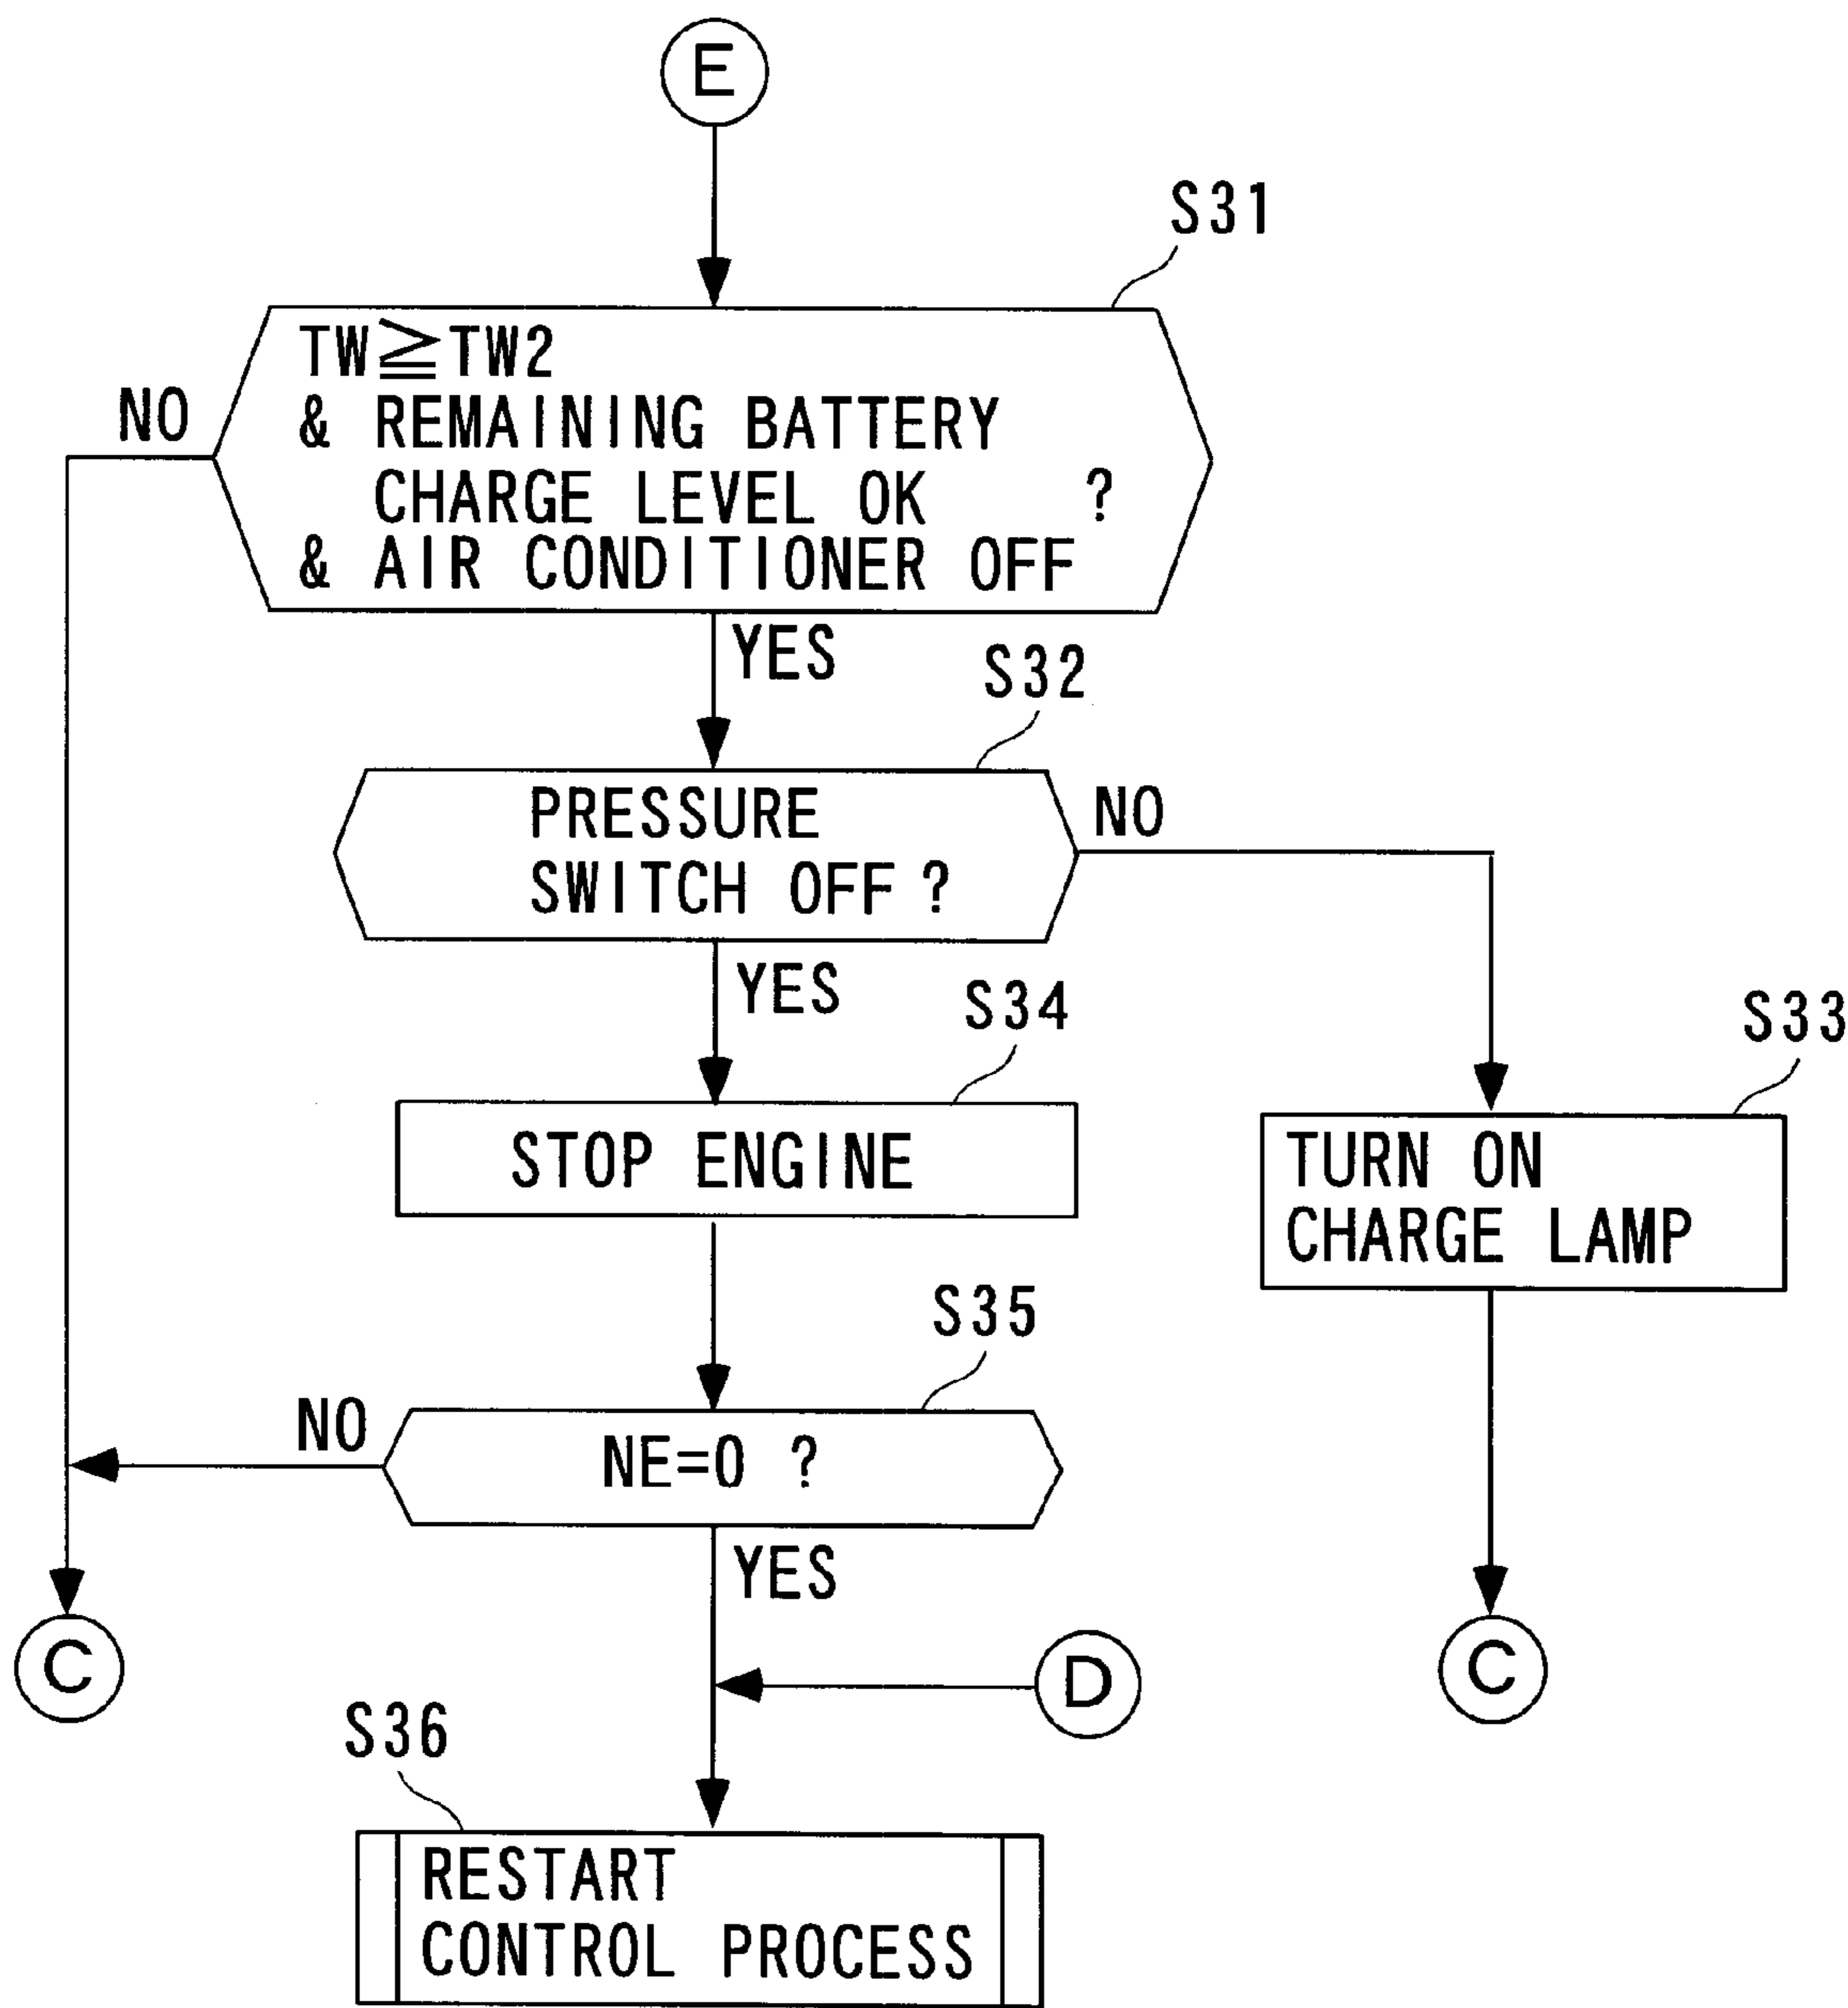 E
S31
TW≧TW2
& REMAINING BATTERY
CHARGE LEVEL OK ?
& AIR CONDITIONER OFF
NO
YES
S32
PRESSURE
SWITCH OFF ?
NO
YES
S34
STOP ENGINE
S33
TURN ON
CHARGE LAMP
S35
NE=0 ?
NO
YES
C
D
C
S36
RESTART
CONTROL PROCESS